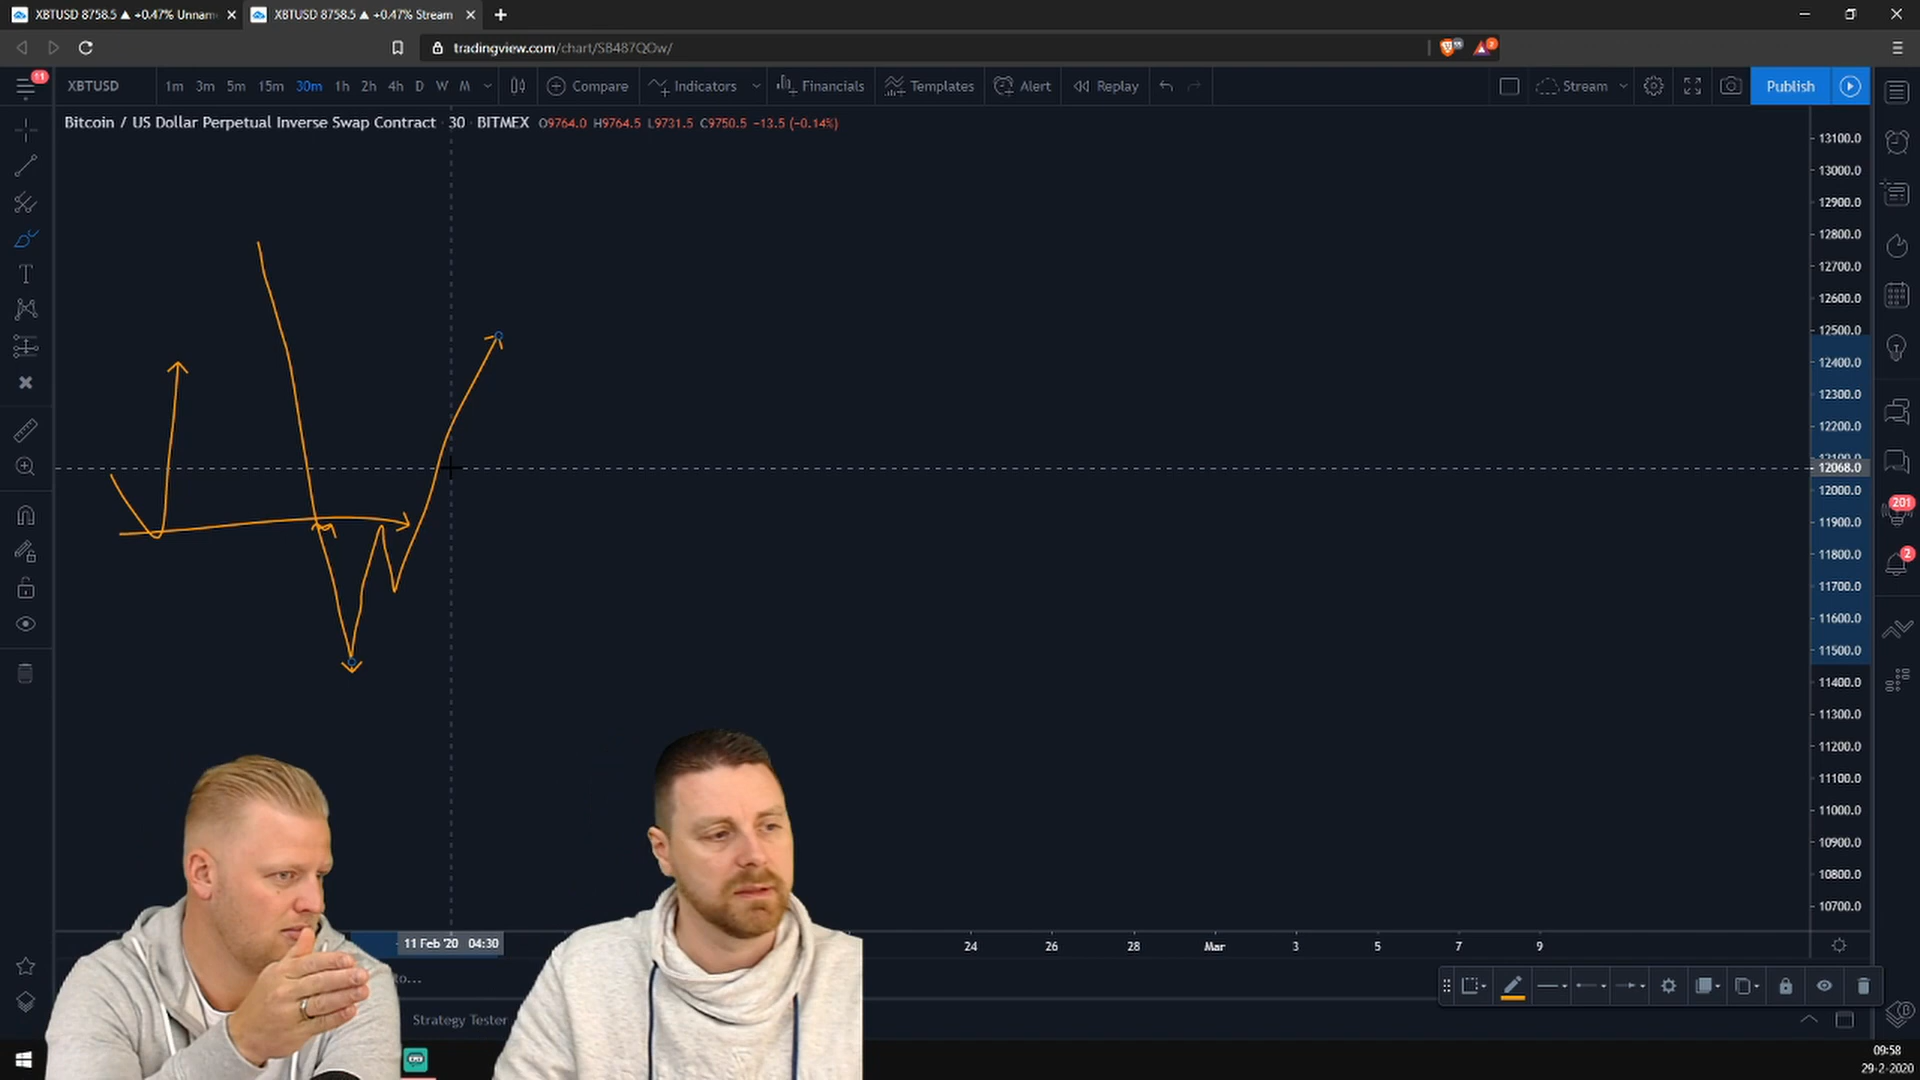 XBTUSD 8758.5 ▲ +0.47% Unnam
XBTUSD 8758.5 ▲ +0.47% Stream
tradingview.com/chart/SB487QOw/
11
XBTUSD
1m 3m 5m 15m 30m 1h 2h 4h D W M
Compare
Indicators
Financials
Templates
Alert
Replay
Stream
Publish
Bitcoin / US Dollar Perpetual Inverse Swap Contract · 30 · BITMEX O9764.0 H9764.5 L9731.5 C9750.5 −13.5 (−0.14%)
13100.0
13000.0
12900.0
12800.0
12700.0
12600.0
12500.0
12400.0
12300.0
12200.0
12100.0
12068.0
12000.0
11900.0
11800.0
11700.0
11600.0
11500.0
11400.0
11300.0
11200.0
11100.0
11000.0
10900.0
10800.0
10700.0
201
2
11 Feb '20 04:30
24 26 28 Mar 3 5 7 9
Strategy Tester
09:58
29-2-2020